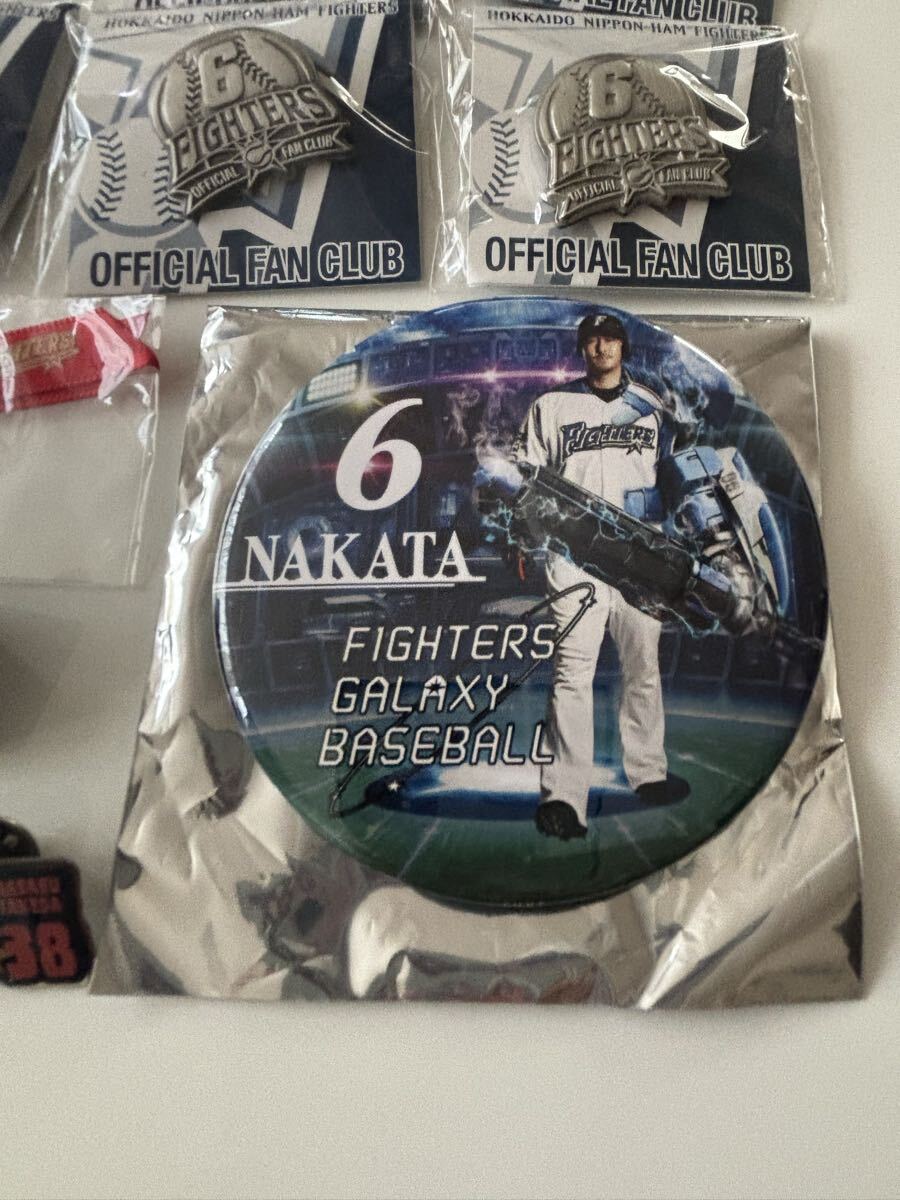 HOKKAIDO NIPPON-HAM FIGHTERS
6
FIGHTERS
OFFICIAL FAN CLUB
OFFICIAL FAN CLUB
FAN CLUB
HOKKAIDO NIPPON-HAM FIGHTERS
6
FIGHTERS
OFFICIAL FAN CLUB
OFFICIAL FAN CLUB
6
NAKATA
FIGHTERS
GALAXY
BASEBALL
F
FIGHTERS
38